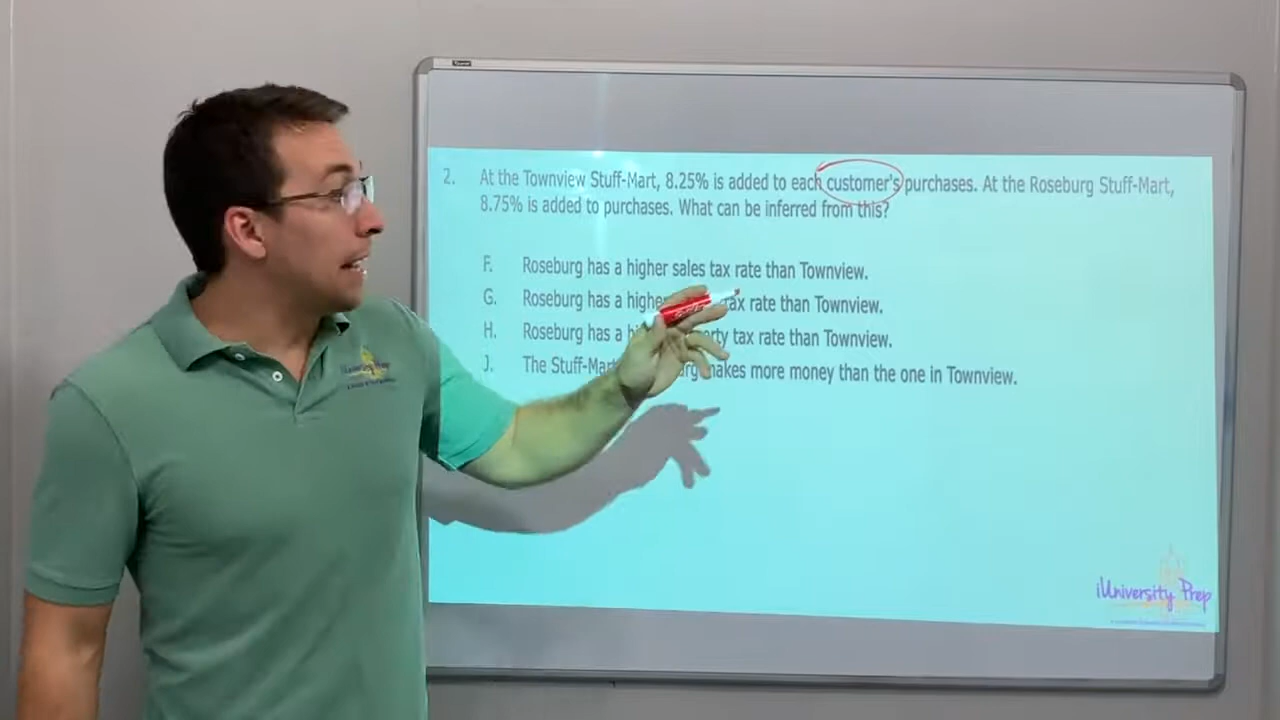 2. At the Townview Stuff-Mart, 8.25% is added to each customer's purchases. At the Roseburg Stuff-Mart,
8.75% is added to purchases. What can be inferred from this?
F. Roseburg has a higher sales tax rate than Townview.
G. Roseburg has a higher tax rate than Townview.
H. Roseburg has a tax rate than Townview.
J. The Stuff-Mart makes more money than the one in Townview.
iUniversity Prep
iUniversity Prep